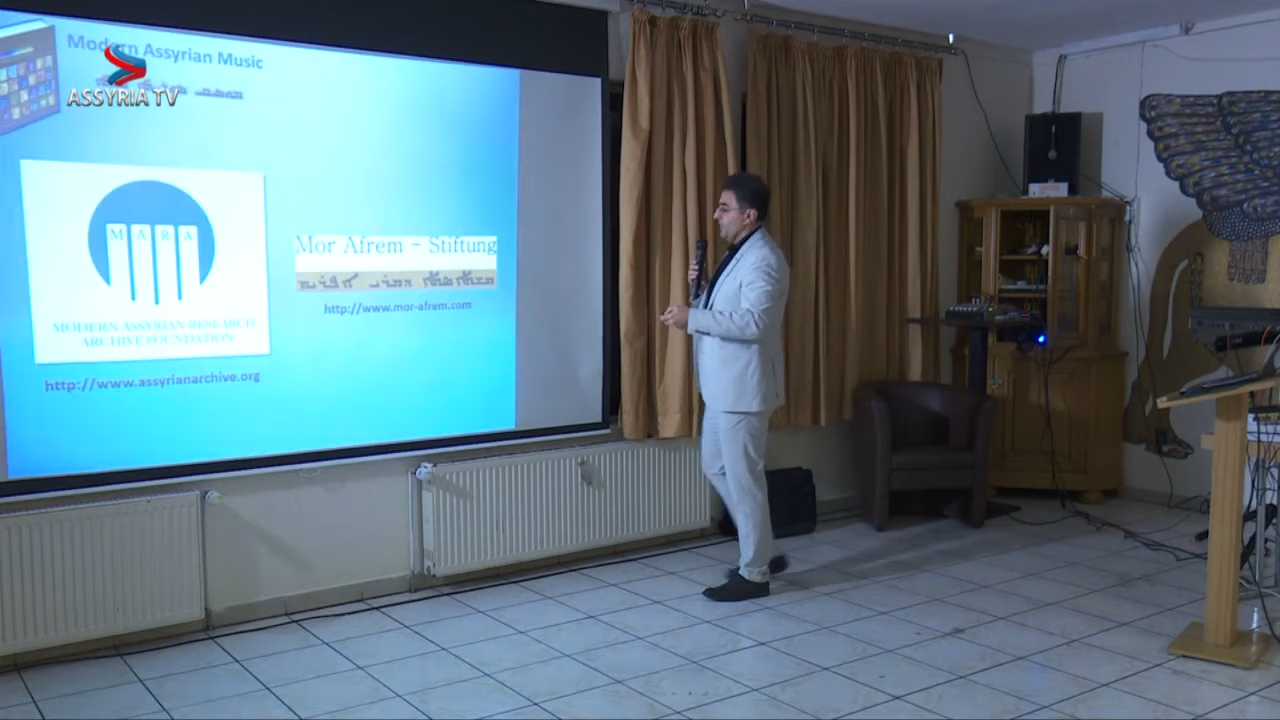 Modern Assyrian Music
ASSYRIA TV
M A R A
MODERN ASSYRIAN RESEARCH
ARCHIVE FOUNDATION
http://www.assyrianarchive.org
Mor Afrem - Stiftung
http://www.mor-afrem.com